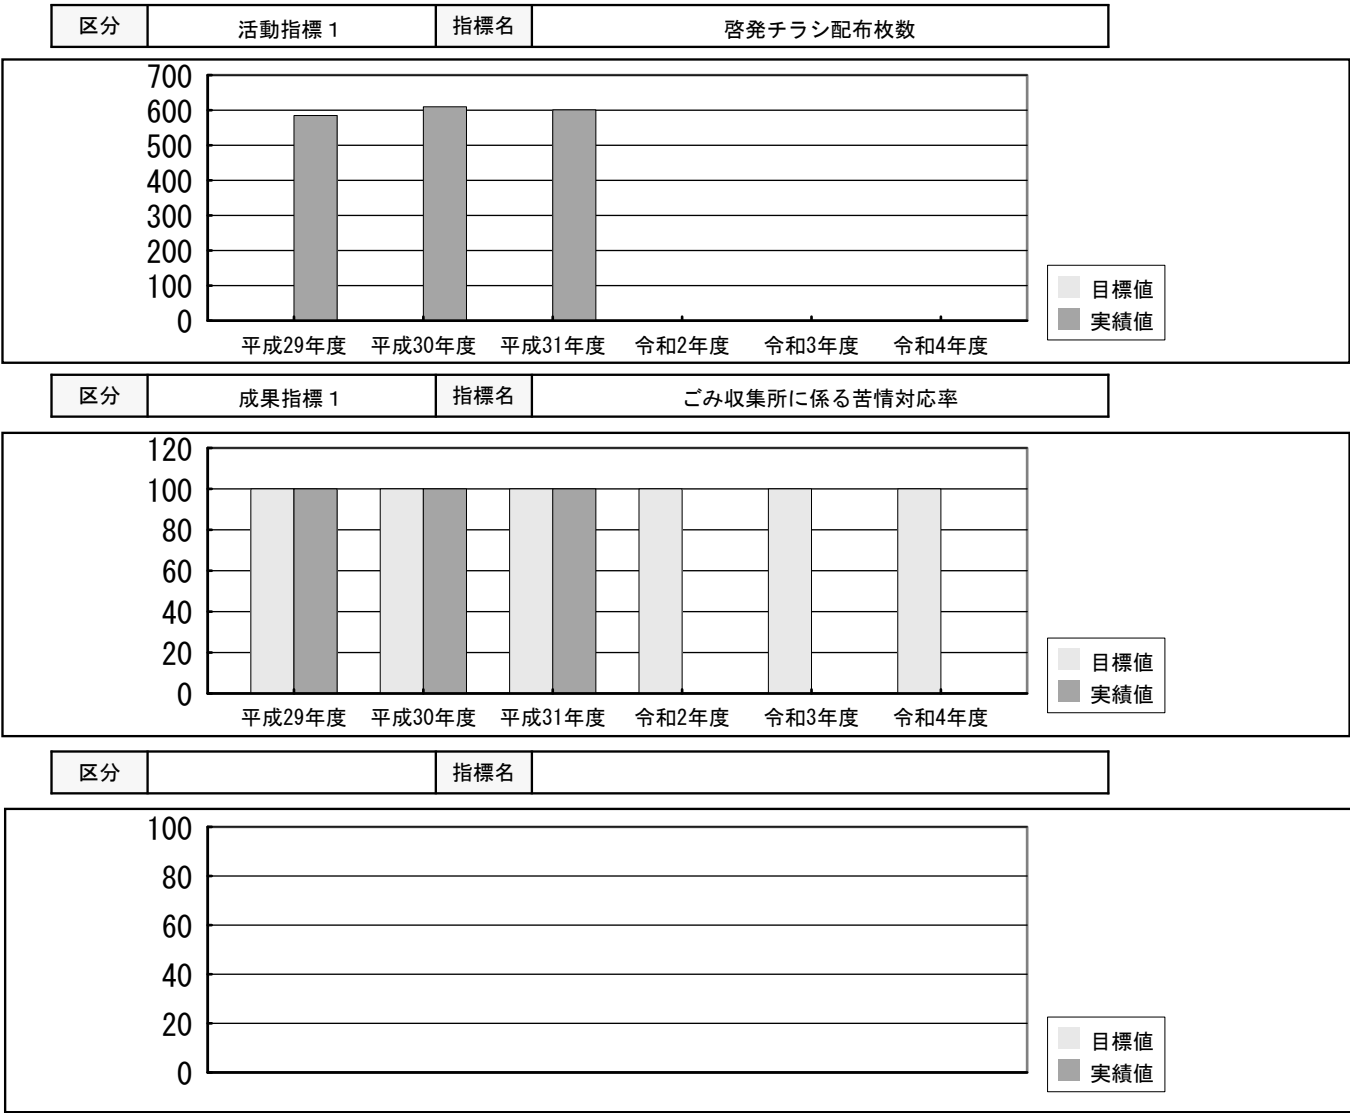 区分 活動指標１ 指標名 啓発チラシ配布枚数
700
600
500
400
300
200
100
0
平成29年度 平成30年度 平成31年度 令和2年度 令和3年度 令和4年度
目標値
実績値
区分 成果指標１ 指標名 ごみ収集所に係る苦情対応率
120
100
80
60
40
20
0
平成29年度 平成30年度 平成31年度 令和2年度 令和3年度 令和4年度
目標値
実績値
区分 指標名
100
80
60
40
20
0
目標値
実績値